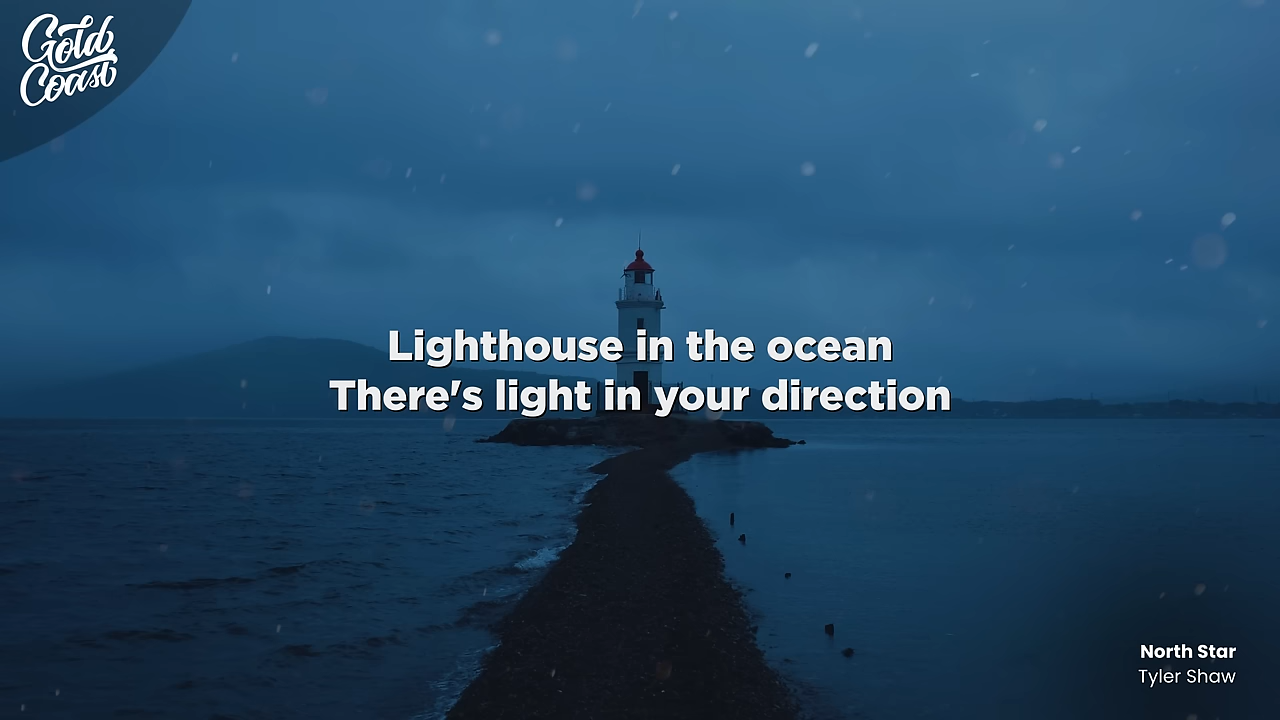 Gold
Coast
Lighthouse in the ocean
There's light in your direction
North Star
Tyler Shaw